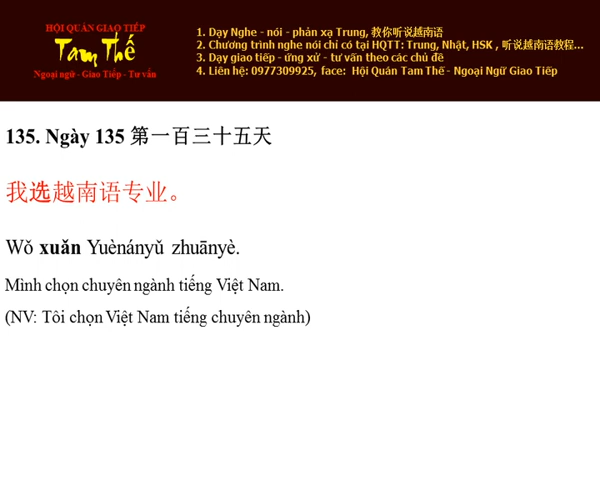 HỘI QUÁN GIAO TIẾP
Tam Thế
Ngoại ngữ - Giao Tiếp - Tư vấn
1. Dạy Nghe - nói - phản xạ Trung, 教你听说越南语
2. Chương trình nghe nói chỉ có tại HQTT: Trung, Nhật, HSK , 听说越南语教程...
3. Dạy giao tiếp - ứng xử - tư vấn theo các chủ đề
4. Liên hệ: 0977309925, face: Hội Quán Tam Thế - Ngoại Ngữ Giao Tiếp
135. Ngày 135 第一百三十五天
我选越南语专业。
Wǒ xuǎn Yuènányǔ zhuānyè.
Mình chọn chuyên ngành tiếng Việt Nam.
(NV: Tôi chọn Việt Nam tiếng chuyên ngành)